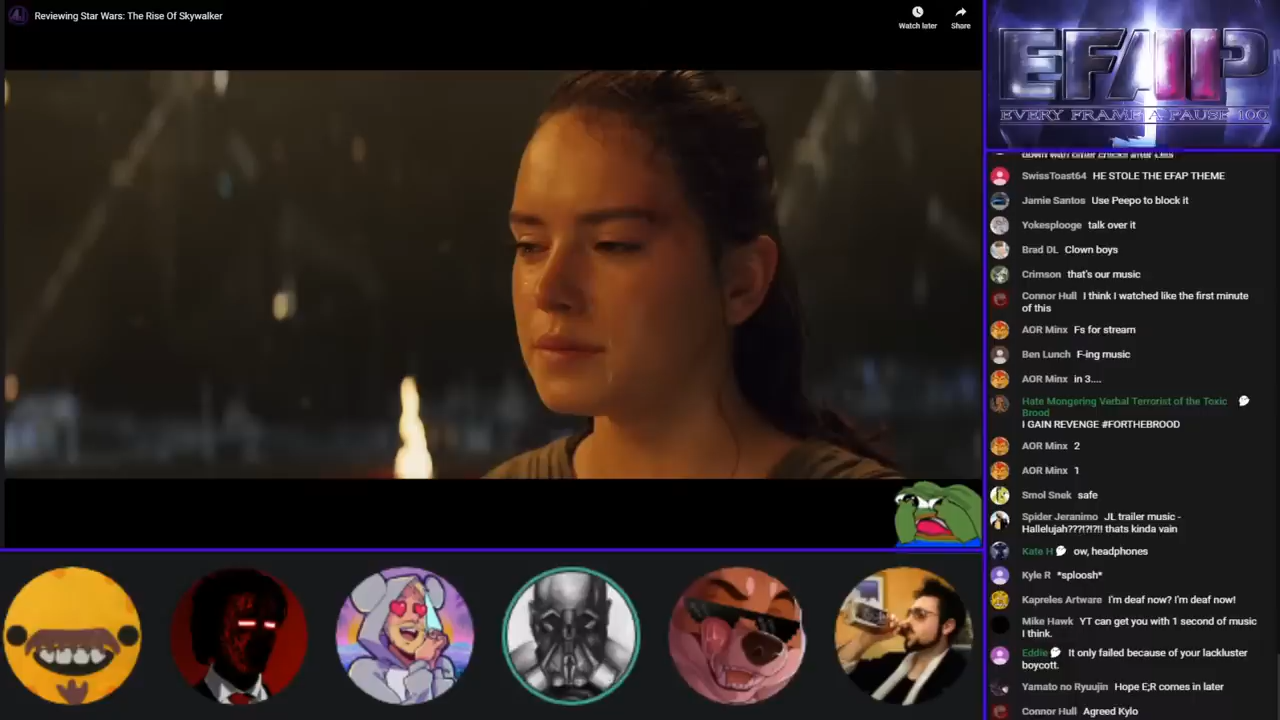 Reviewing Star Wars: The Rise Of Skywalker
Watch later
Share
EFAP
EVERY FRAME A PAUSE 100
SwissToast64 HE STOLE THE EFAP THEME
Jamie Santos Use Peepo to block it
Yokesplooge talk over it
Brad DL Clown boys
Crimson that's our music
Connor Hull I think I watched like the first minute
of this
AOR Minx Fs for stream
Ben Lunch F-ing music
AOR Minx in 3....
Hate Mongering Verbal Terrorist of the Toxic
Brood
I GAIN REVENGE #FORTHEBROOD
AOR Minx 2
AOR Minx 1
Smol Snek safe
Spider Jeranimo JL trailer music -
Hallelujah???!?!?!! thats kinda vain
Kate H ow, headphones
Kyle R *sploosh*
Kapreles Artware I'm deaf now? I'm deaf now!
Mike Hawk YT can get you with 1 second of music
I think.
Eddie It only failed because of your lackluster
boycott.
Yamato no Ryuujin Hope E;R comes in later
Connor Hull Agreed Kylo